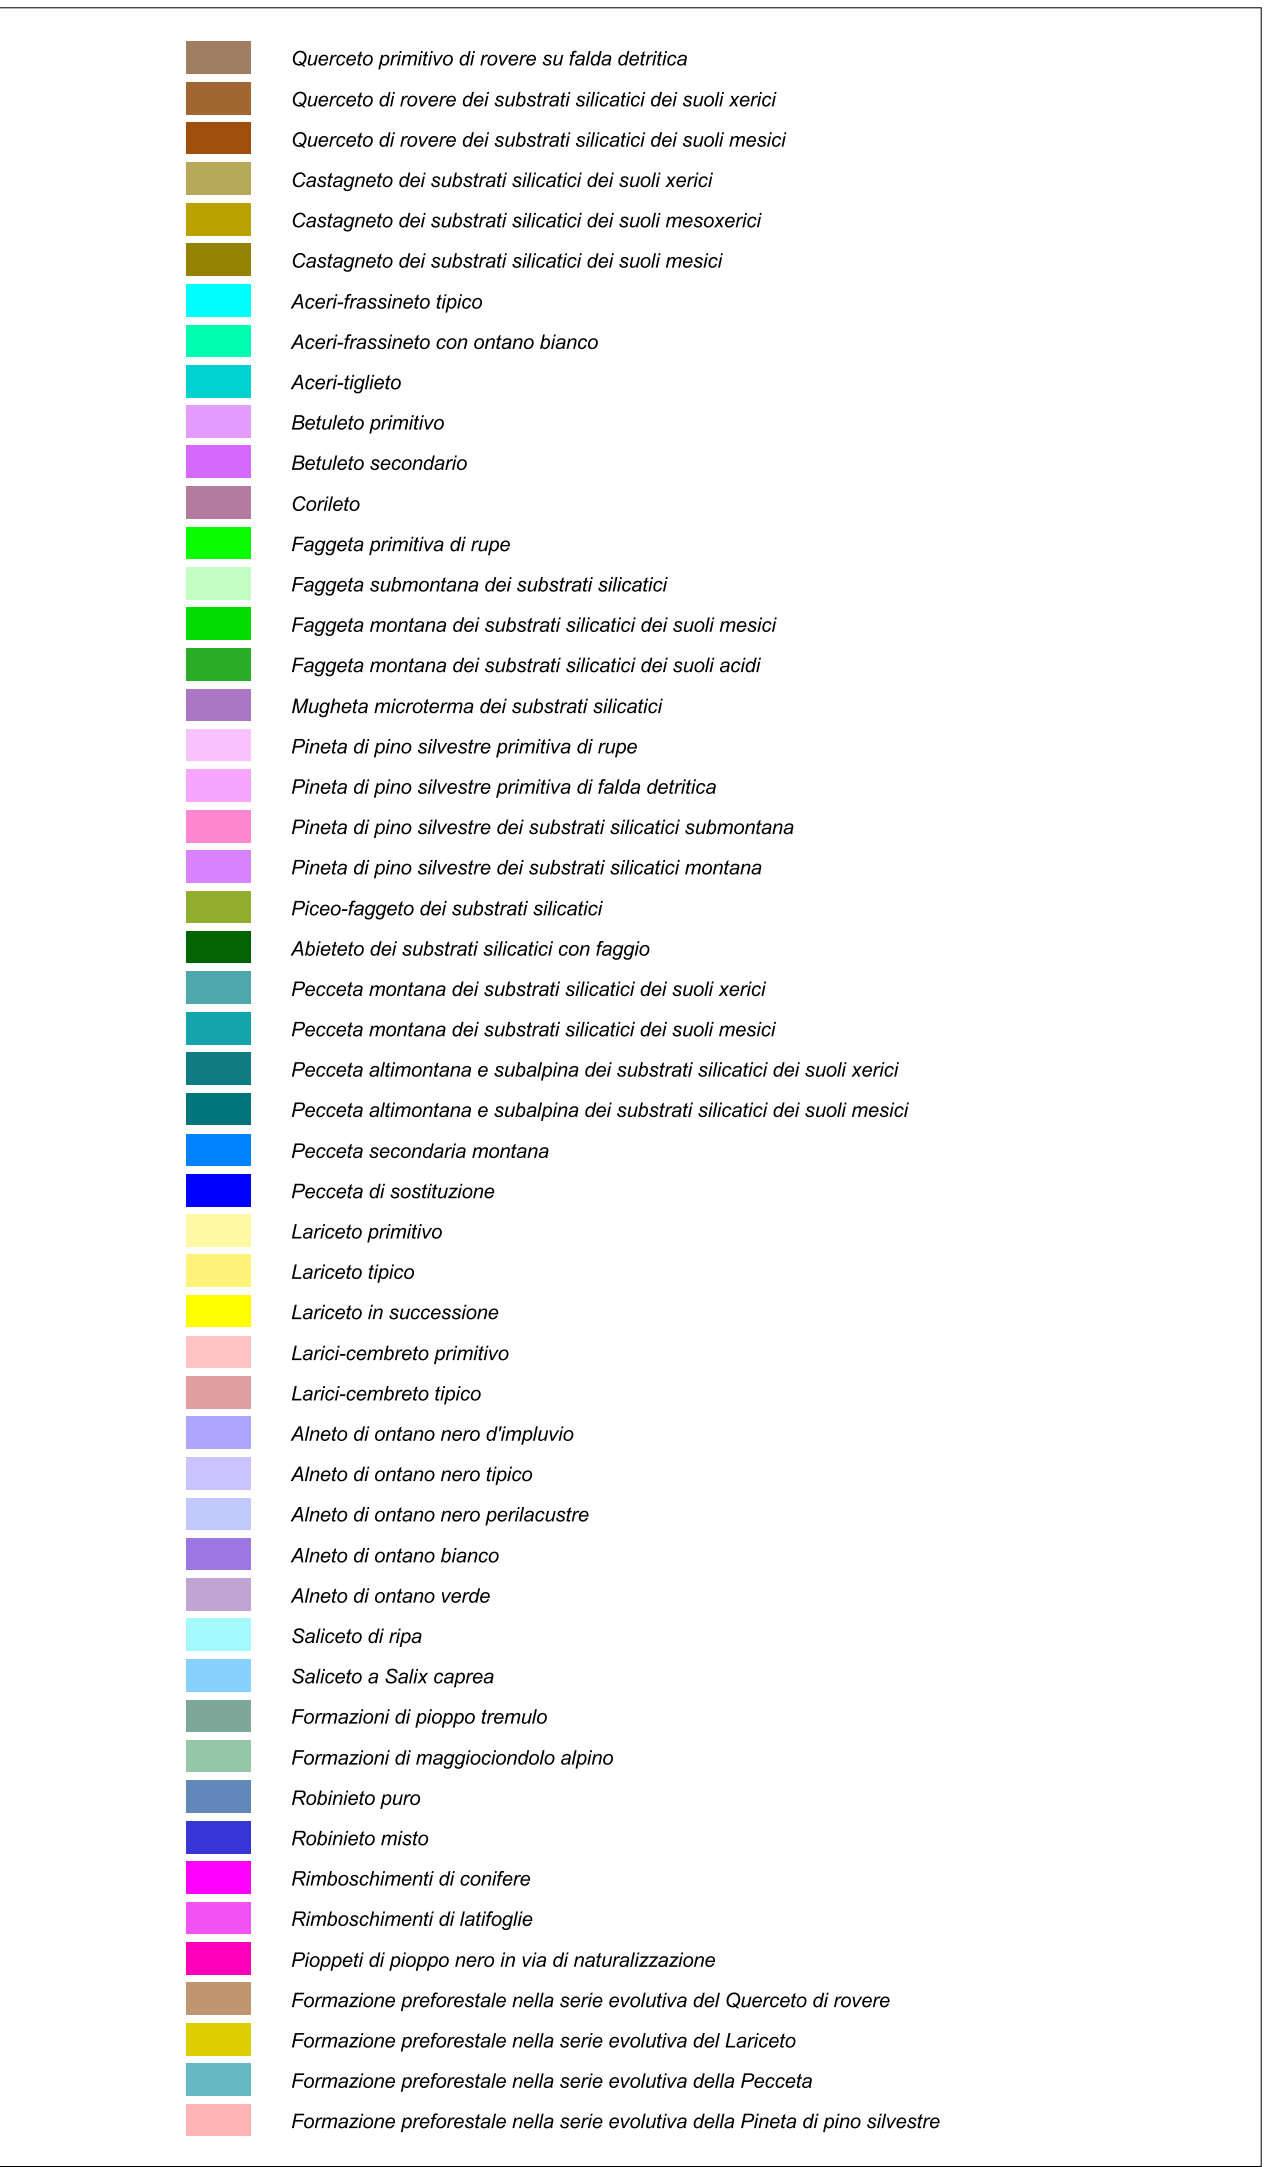 Querceto primitivo di rovere su falda detritica
Querceto di rovere dei substrati silicatici dei suoli xerici
Querceto di rovere dei substrati silicatici dei suoli mesici
Castagneto dei substrati silicatici dei suoli xerici
Castagneto dei substrati silicatici dei suoli mesoxerici
Castagneto dei substrati silicatici dei suoli mesici
Aceri-frassineto tipico
Aceri-frassineto con ontano bianco
Aceri-tiglieto
Betuleto primitivo
Betuleto secondario
Corileto
Faggeta primitiva di rupe
Faggeta submontana dei substrati silicatici
Faggeta montana dei substrati silicatici dei suoli mesici
Faggeta montana dei substrati silicatici dei suoli acidi
Mugheta microterma dei substrati silicatici
Pineta di pino silvestre primitiva di rupe
Pineta di pino silvestre primitiva di falda detritica
Pineta di pino silvestre dei substrati silicatici submontana
Pineta di pino silvestre dei substrati silicatici montana
Piceo-faggeto dei substrati silicatici
Abieteto dei substrati silicatici con faggio
Pecceta montana dei substrati silicatici dei suoli xerici
Pecceta montana dei substrati silicatici dei suoli mesici
Pecceta altimontana e subalpina dei substrati silicatici dei suoli xerici
Pecceta altimontana e subalpina dei substrati silicatici dei suoli mesici
Pecceta secondaria montana
Pecceta di sostituzione
Lariceto primitivo
Lariceto tipico
Lariceto in successione
Larici-cembreto primitivo
Larici-cembreto tipico
Alneto di ontano nero d'impluvio
Alneto di ontano nero tipico
Alneto di ontano nero perilacustre
Alneto di ontano bianco
Alneto di ontano verde
Saliceto di ripa
Saliceto a Salix caprea
Formazioni di pioppo tremulo
Formazioni di maggiociondolo alpino
Robinieto puro
Robinieto misto
Rimboschimenti di conifere
Rimboschimenti di latifoglie
Pioppeti di pioppo nero in via di naturalizzazione
Formazione preforestale nella serie evolutiva del Querceto di rovere
Formazione preforestale nella serie evolutiva del Lariceto
Formazione preforestale nella serie evolutiva della Pecceta
Formazione preforestale nella serie evolutiva della Pineta di pino silvestre